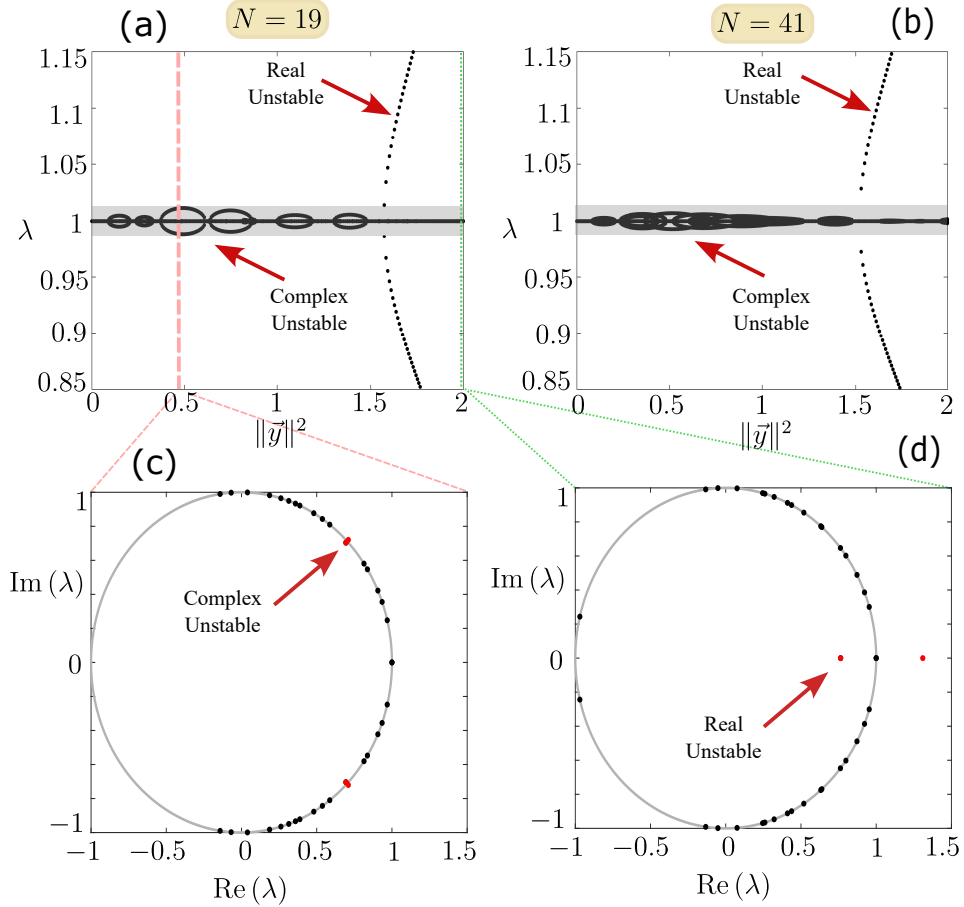 (a)
N = 19
N = 41
(b)
1.15
1.1
1.05
1
0.95
0.9
0.85
λ
Real
Unstable
Complex
Unstable
0
0.5
1
1.5
2
‖y⃗‖²
1.15
1.1
1.05
1
0.95
0.9
0.85
λ
Real
Unstable
Complex
Unstable
0
0.5
1
1.5
2
‖y⃗‖²
(c)
1
Im (λ)
0
−1
Complex
Unstable
−1
−0.5
0
0.5
1
1.5
Re (λ)
(d)
1
Im (λ)
0
−1
Real
Unstable
−1
−0.5
0
0.5
1
1.5
Re (λ)